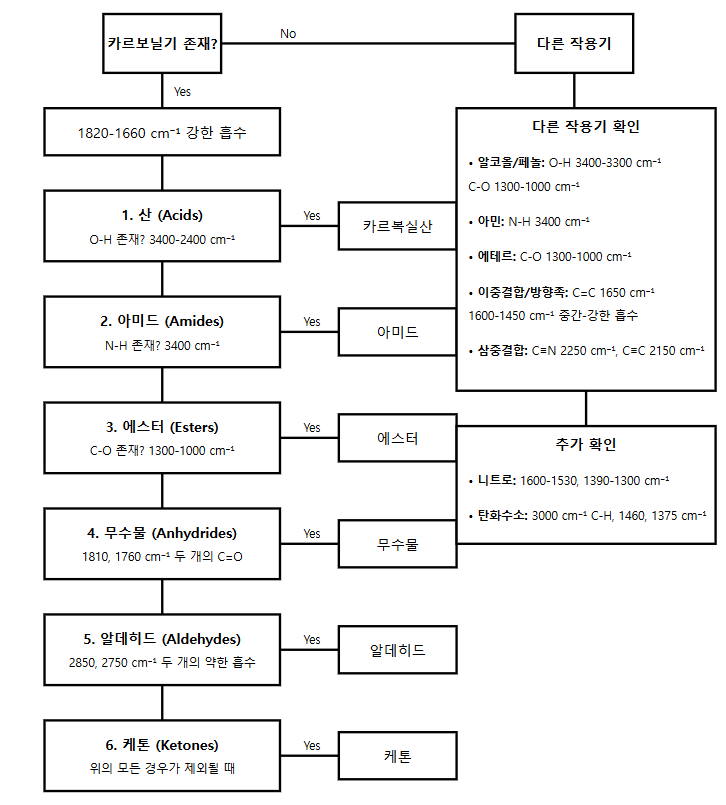 카르보닐기 존재?
No
다른 작용기
Yes
1820-1660 cm⁻¹ 강한 흡수
1. 산 (Acids)
O-H 존재? 3400-2400 cm⁻¹
Yes
카르복실산
2. 아미드 (Amides)
N-H 존재? 3400 cm⁻¹
Yes
아미드
3. 에스터 (Esters)
C-O 존재? 1300-1000 cm⁻¹
Yes
에스터
4. 무수물 (Anhydrides)
1810, 1760 cm⁻¹ 두 개의 C=O
Yes
무수물
5. 알데히드 (Aldehydes)
2850, 2750 cm⁻¹ 두 개의 약한 흡수
Yes
알데히드
6. 케톤 (Ketones)
위의 모든 경우가 제외될 때
Yes
케톤
다른 작용기 확인
• 알코올/페놀: O-H 3400-3300 cm⁻¹
C-O 1300-1000 cm⁻¹
• 아민: N-H 3400 cm⁻¹
• 에테르: C-O 1300-1000 cm⁻¹
• 이중결합/방향족: C=C 1650 cm⁻¹
1600-1450 cm⁻¹ 중간-강한 흡수
• 삼중결합: C≡N 2250 cm⁻¹, C≡C 2150 cm⁻¹
추가 확인
• 니트로: 1600-1530, 1390-1300 cm⁻¹
• 탄화수소: 3000 cm⁻¹ C-H, 1460, 1375 cm⁻¹